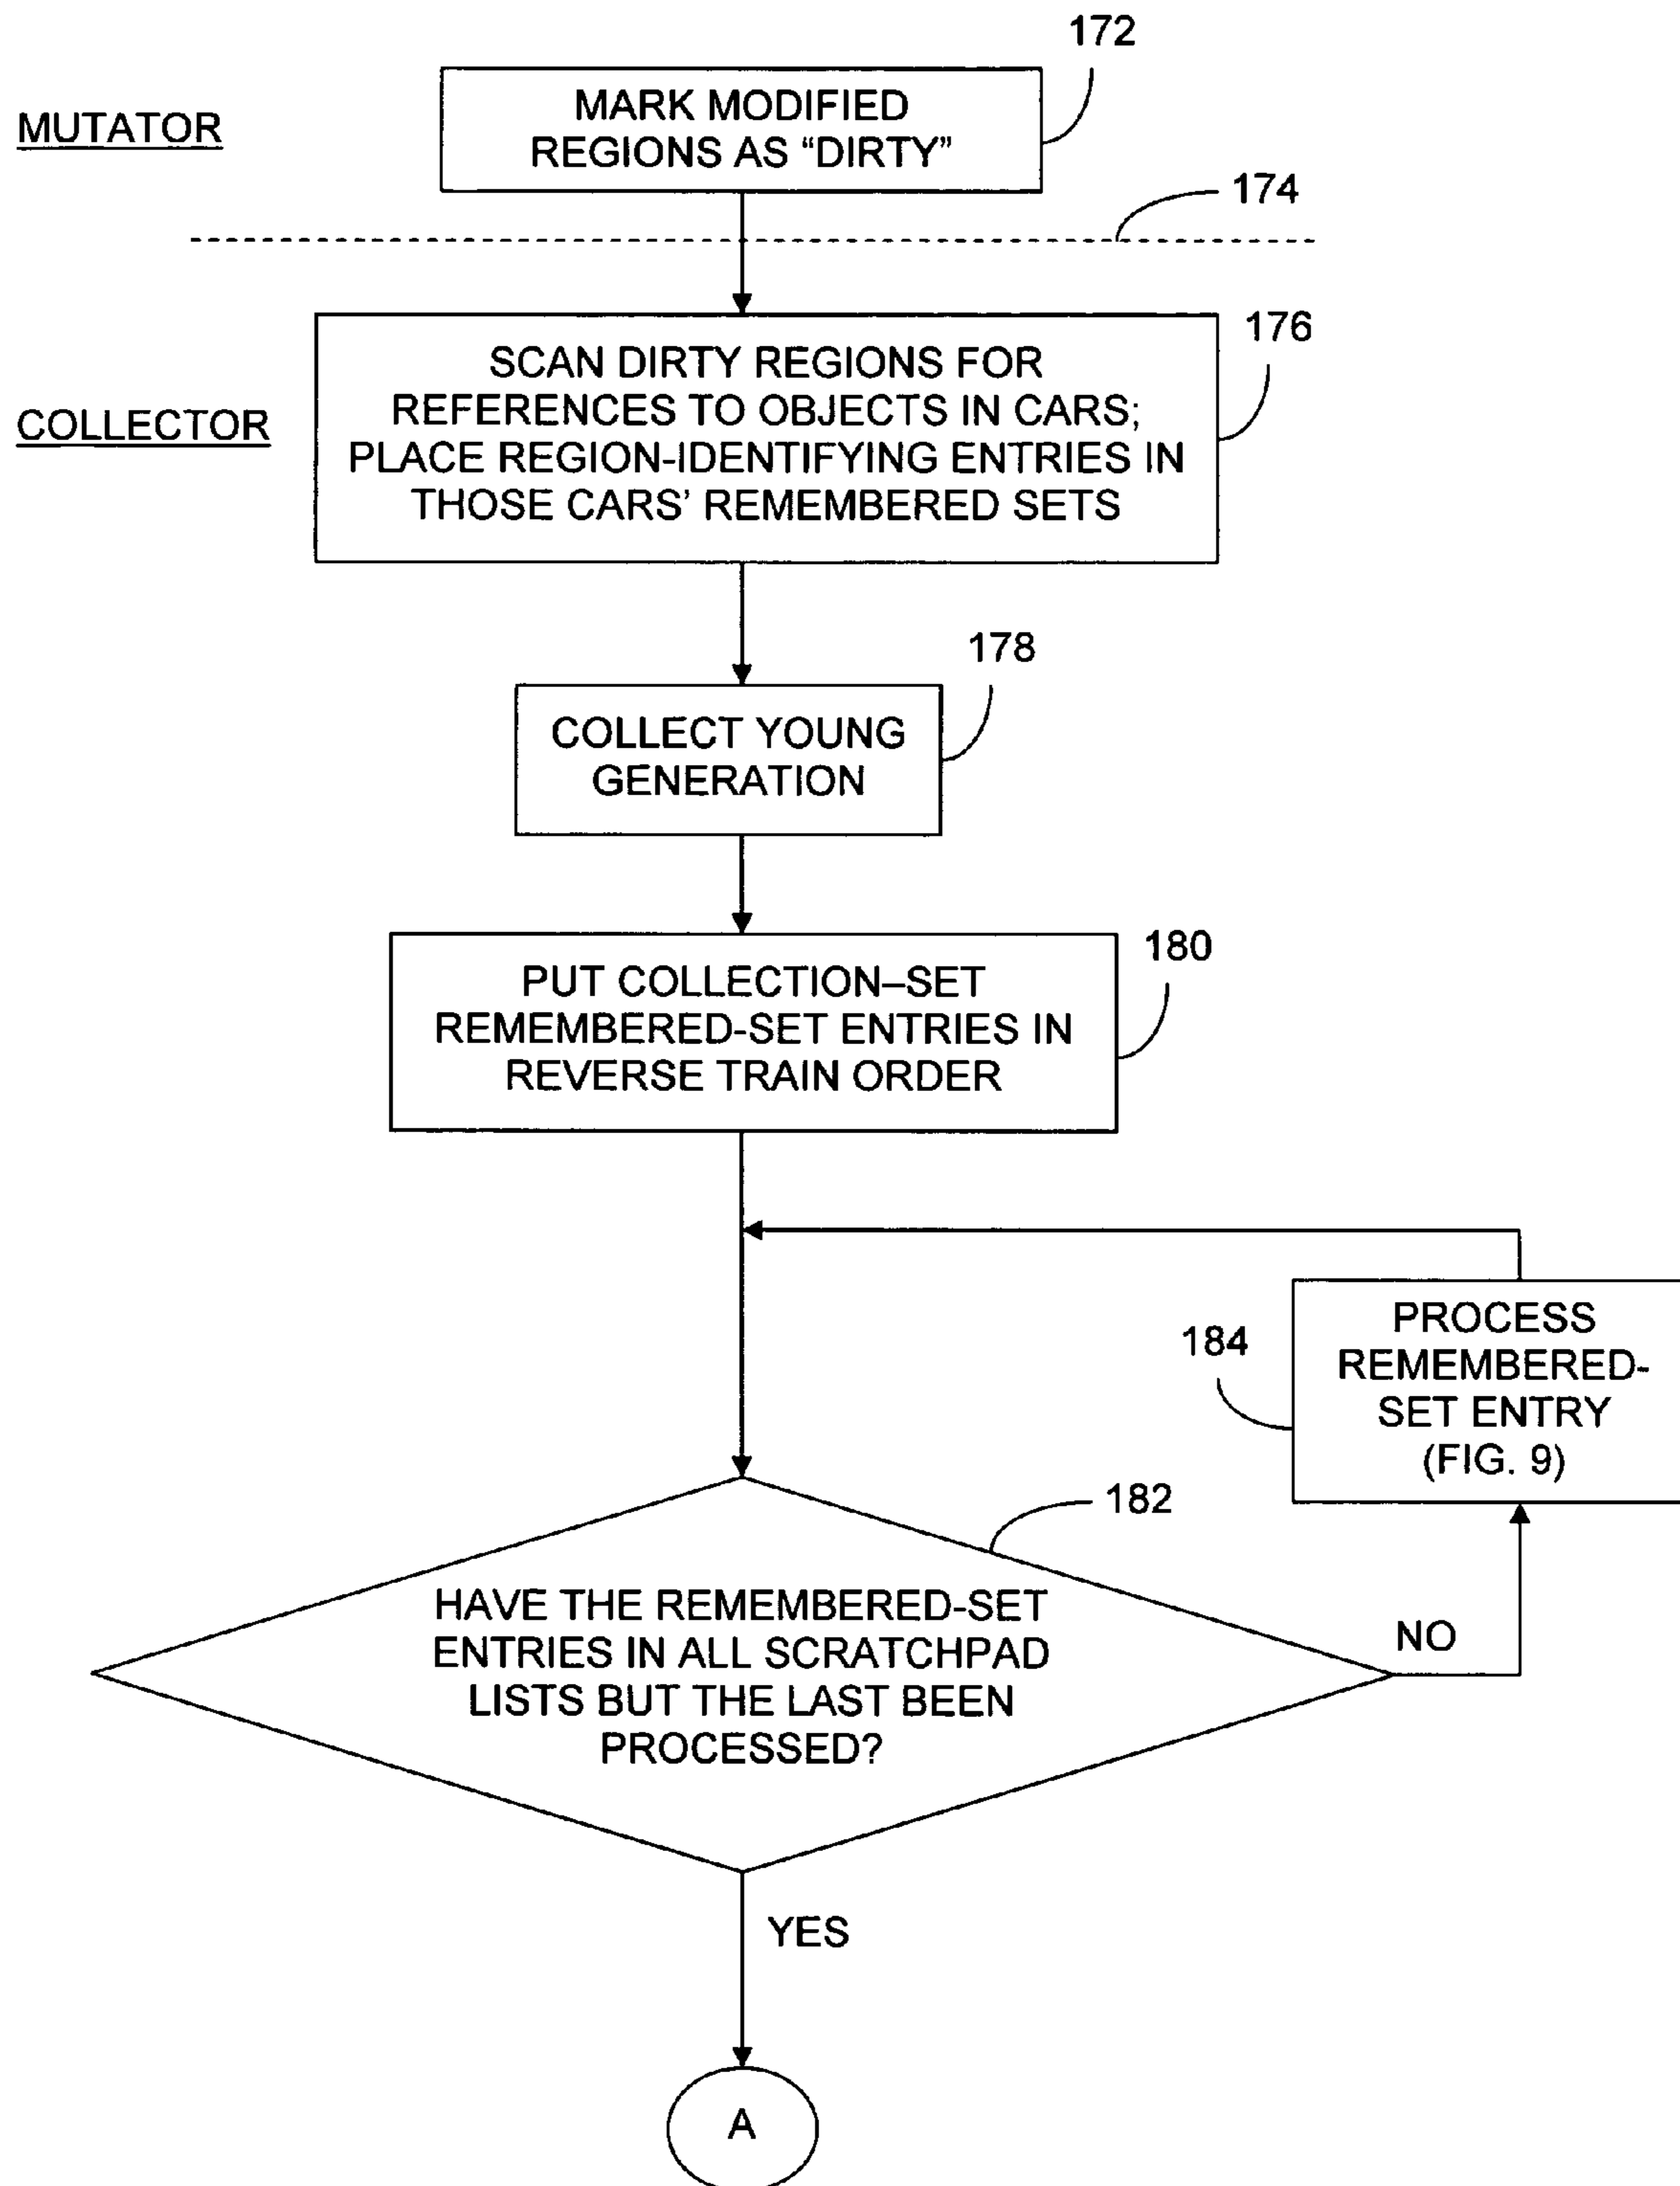 172
MARK MODIFIED
REGIONS AS “DIRTY”
MUTATOR
174
176
SCAN DIRTY REGIONS FOR
REFERENCES TO OBJECTS IN CARS;
PLACE REGION-IDENTIFYING ENTRIES IN
THOSE CARS’ REMEMBERED SETS
COLLECTOR
178
COLLECT YOUNG
GENERATION
180
PUT COLLECTION–SET
REMEMBERED-SET ENTRIES IN
REVERSE TRAIN ORDER
184
PROCESS
REMEMBERED-
SET ENTRY
(FIG. 9)
182
HAVE THE REMEMBERED-SET
ENTRIES IN ALL SCRATCHPAD
LISTS BUT THE LAST BEEN
PROCESSED?
NO
YES
A